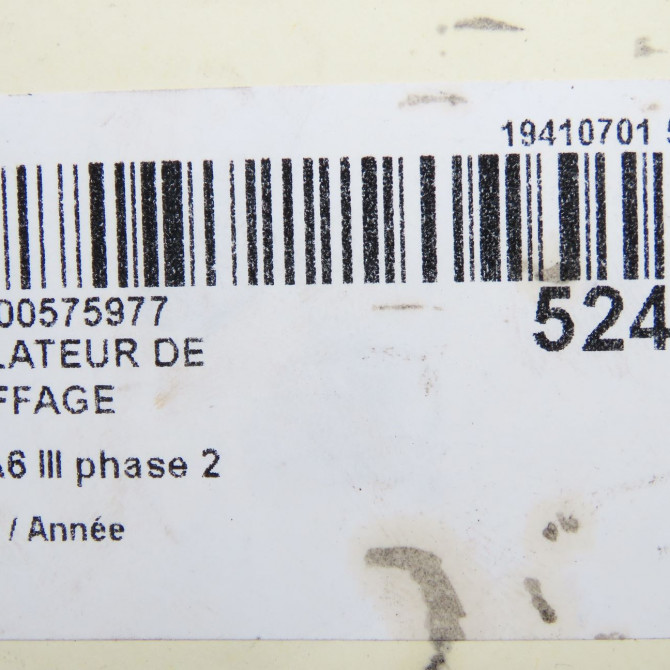 19410701 5
00575977
524
LATEUR DE
FFAGE
A6 III phase 2
/ Année